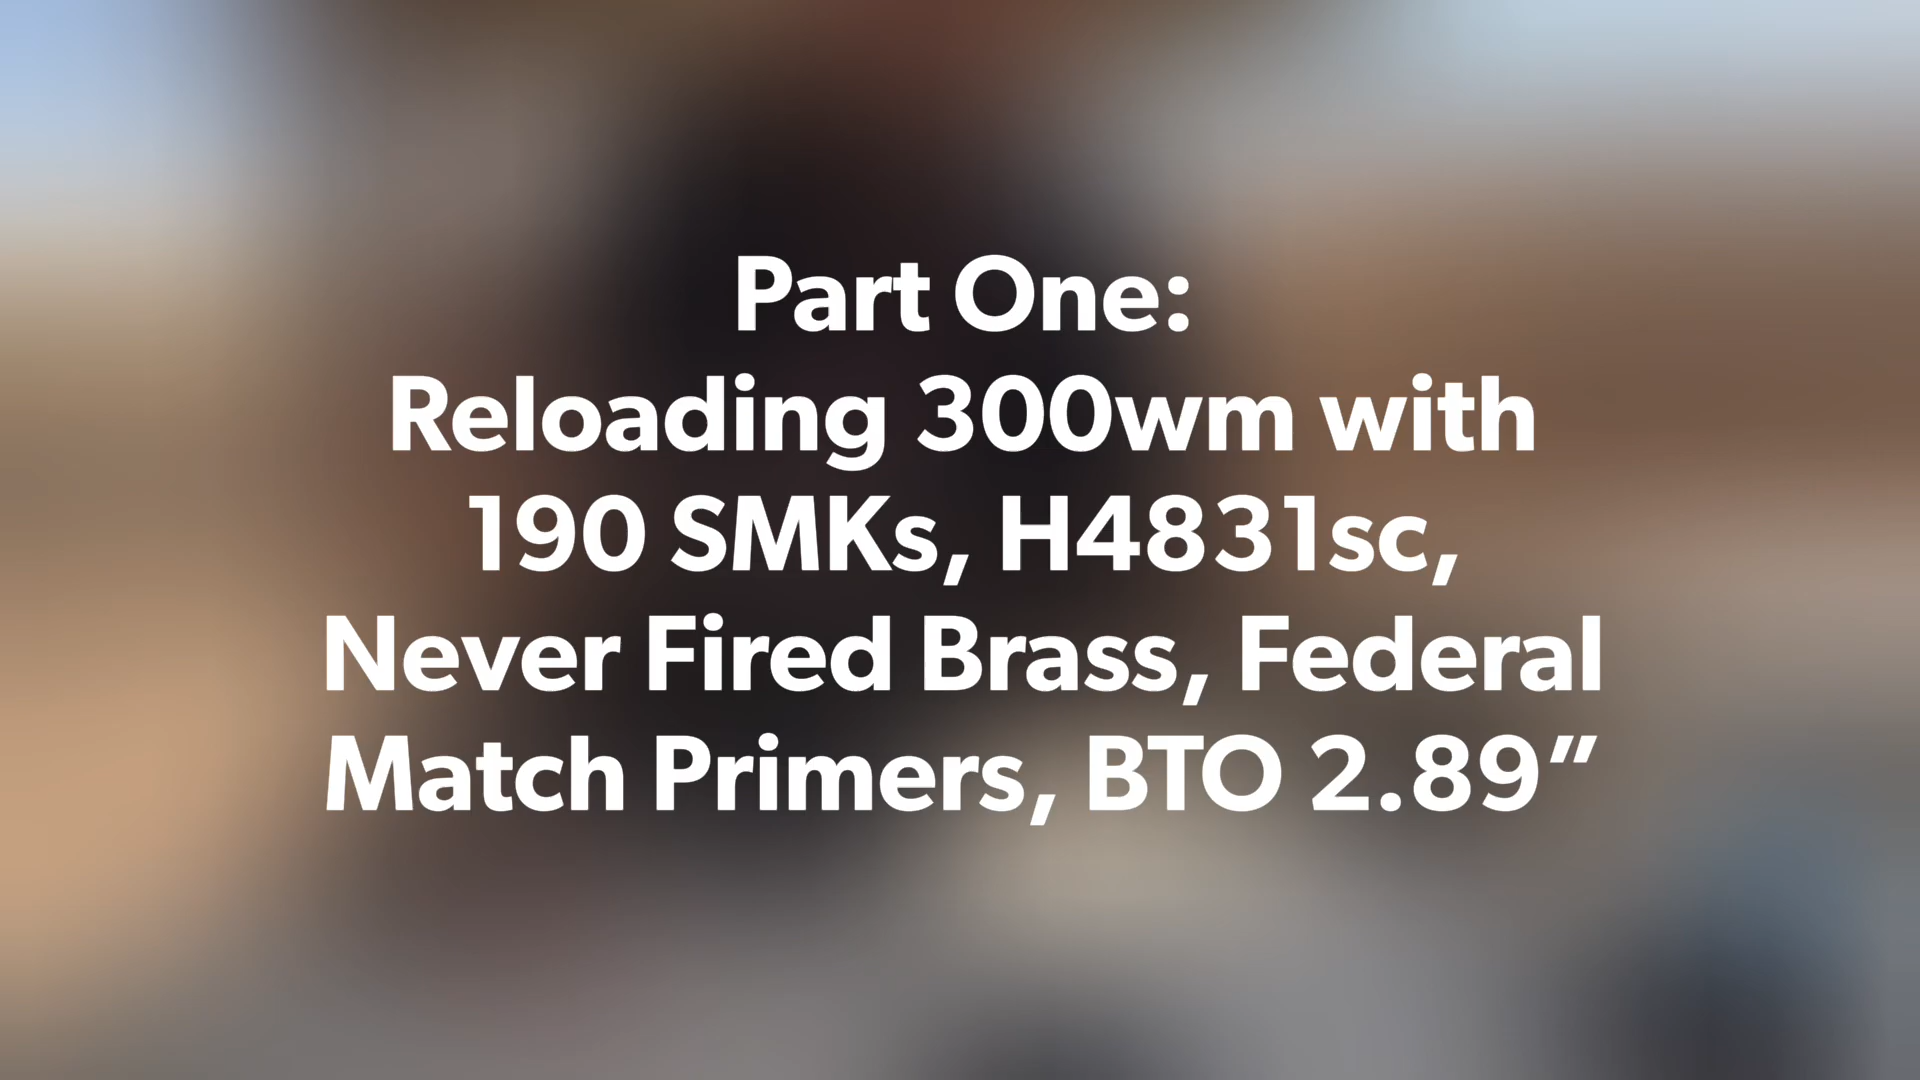 Part One:
Reloading 300wm with
190 SMKs, H4831sc,
Never Fired Brass, Federal
Match Primers, BTO 2.89”